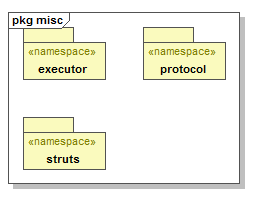 pkg misc
«namespace»
executor
«namespace»
protocol
«namespace»
struts